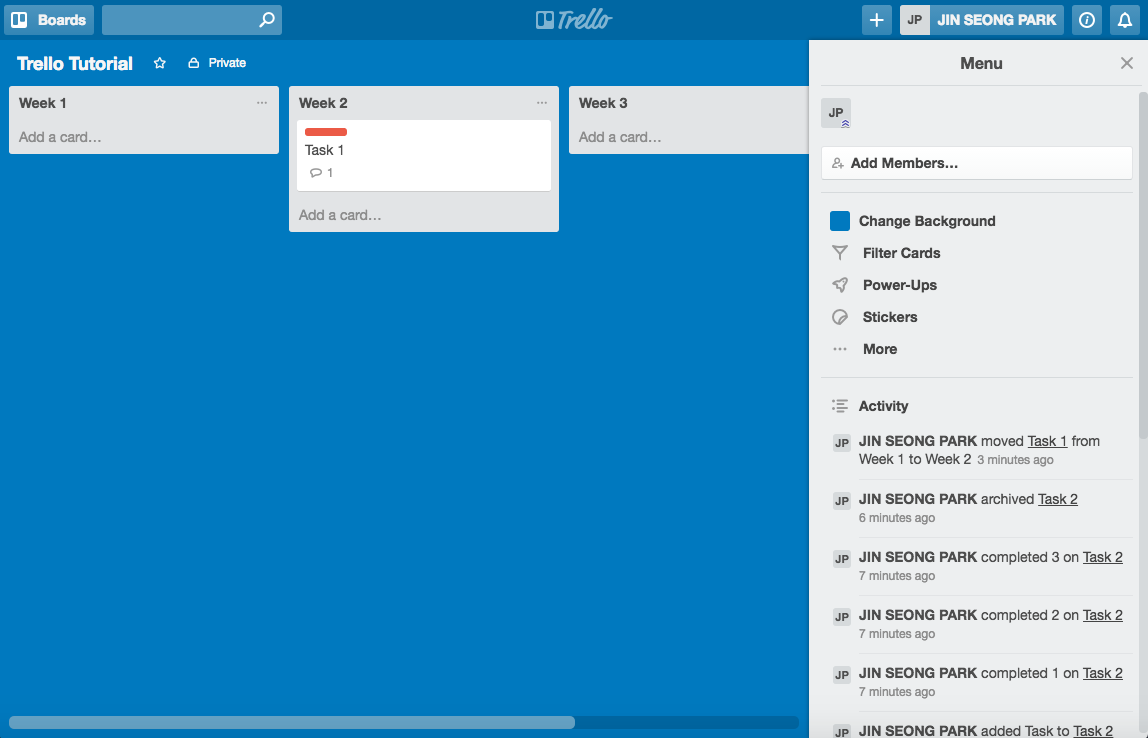 Boards
Trello
JP JIN SEONG PARK
Trello Tutorial Private
Week 1
Add a card…
Week 2
Task 1
1
Add a card…
Week 3
Add a card…
Menu
JP
Add Members…
Change Background
Filter Cards
Power-Ups
Stickers
More
Activity
JP JIN SEONG PARK moved Task 1 from
Week 1 to Week 2 3 minutes ago
JP JIN SEONG PARK archived Task 2
6 minutes ago
JP JIN SEONG PARK completed 3 on Task 2
7 minutes ago
JP JIN SEONG PARK completed 2 on Task 2
7 minutes ago
JP JIN SEONG PARK completed 1 on Task 2
7 minutes ago
JP JIN SEONG PARK added Task to Task 2